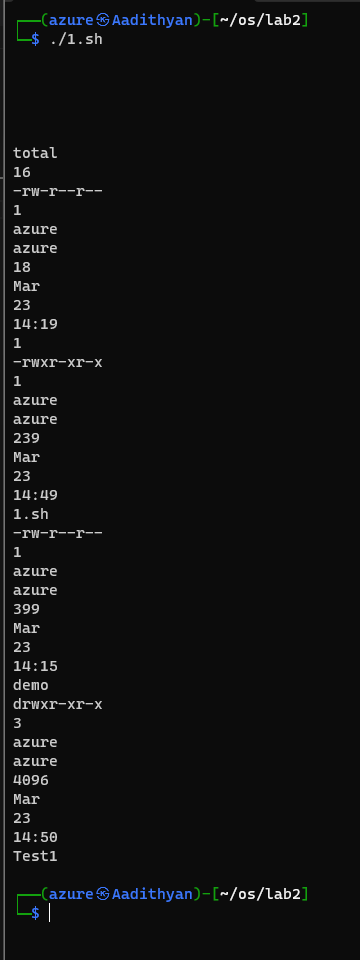 ┌──(azure㉿Aadithyan)-[~/os/lab2]
└─$ ./1.sh
total
16
-rw-r--r--
1
azure
azure
18
Mar
23
14:19
1
-rwxr-xr-x
1
azure
azure
239
Mar
23
14:49
1.sh
-rw-r--r--
1
azure
azure
399
Mar
23
14:15
demo
drwxr-xr-x
3
azure
azure
4096
Mar
23
14:50
Test1
┌──(azure㉿Aadithyan)-[~/os/lab2]
└─$